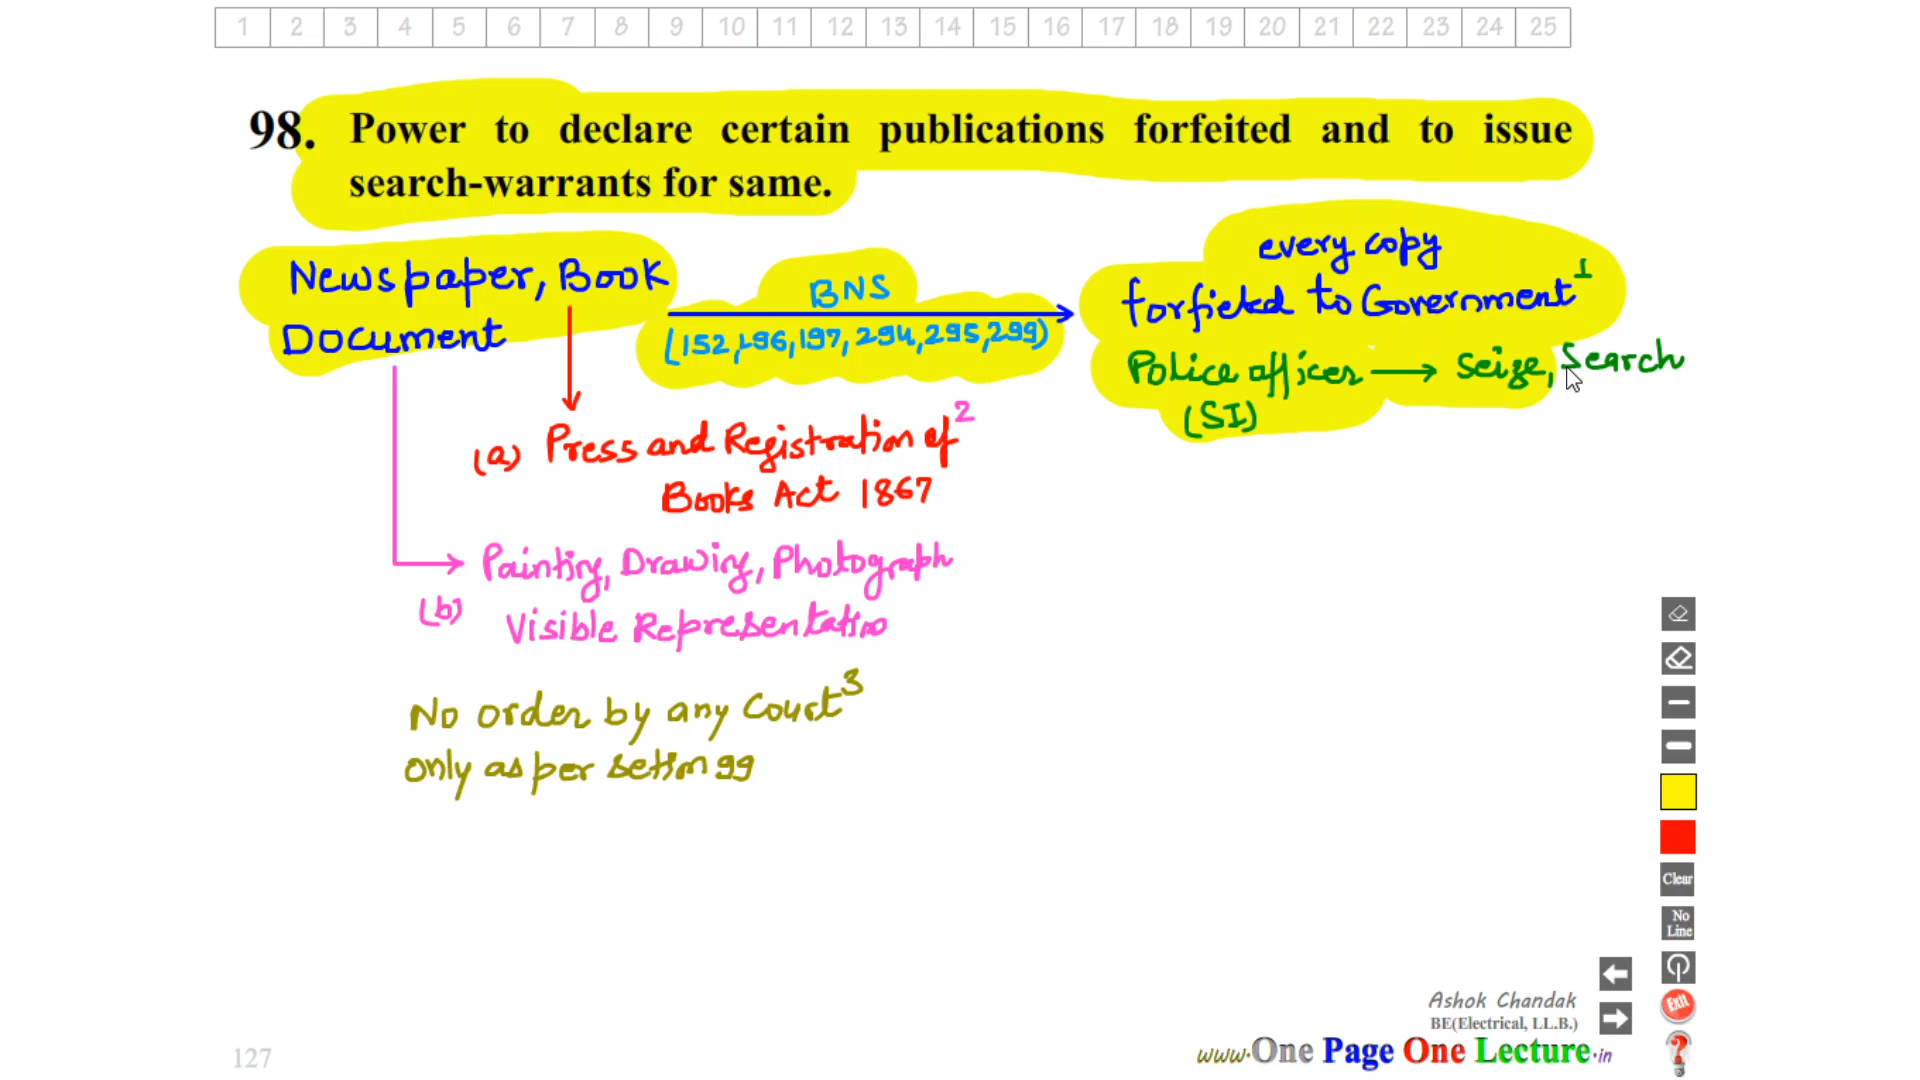 1 2 3 4 5 6 7 8 9 10 11 12 13 14 15 16 17 18 19 20 21 22 23 24 25
98. Power to declare certain publications forfeited and to issue
search-warrants for same.
Newspaper, Book
Document
BNS
(152,196,197,294,295,299)
every copy
forfieted to Government 1
Police officer → Seize, Search
(SI)
(a) Press and Registration of 2
Books Act 1867
Painting, Drawing, Photograph
(b)
Visible Representation
No order by any Court 3
only as per setion 99
Clear
No
Line
Exit
?
Ashok Chandak
BE(Electrical, LL.B.)
www.One Page One Lecture.in
127